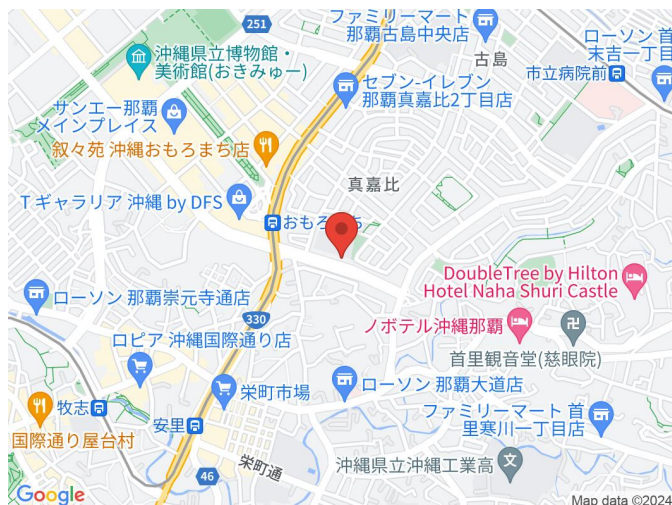 251
ファミリーマート
那覇古島中央店
古島
ローソン 首
末吉一丁目
沖縄県立博物館・
美術館(おきみゅー)
市立病院前
セブン-イレブン
那覇真嘉比2丁目店
サンエー那覇
メインプレイス
叙々苑 沖縄おもろまち店
真嘉比
T ギャラリア 沖縄 by DFS
おもろまち
DoubleTree by Hilton
Hotel Naha Shuri Castle
ローソン 那覇崇元寺通店
330
ノボテル沖縄那覇
ロピア 沖縄国際通り店
首里観音堂(慈眼院)
栄町市場
ローソン 那覇大道店
牧志
安里
ファミリーマート 首
里寒川一丁目店
国際通り屋台村
栄町通
46
沖縄県立沖縄工業高
Google
Map data ©2024